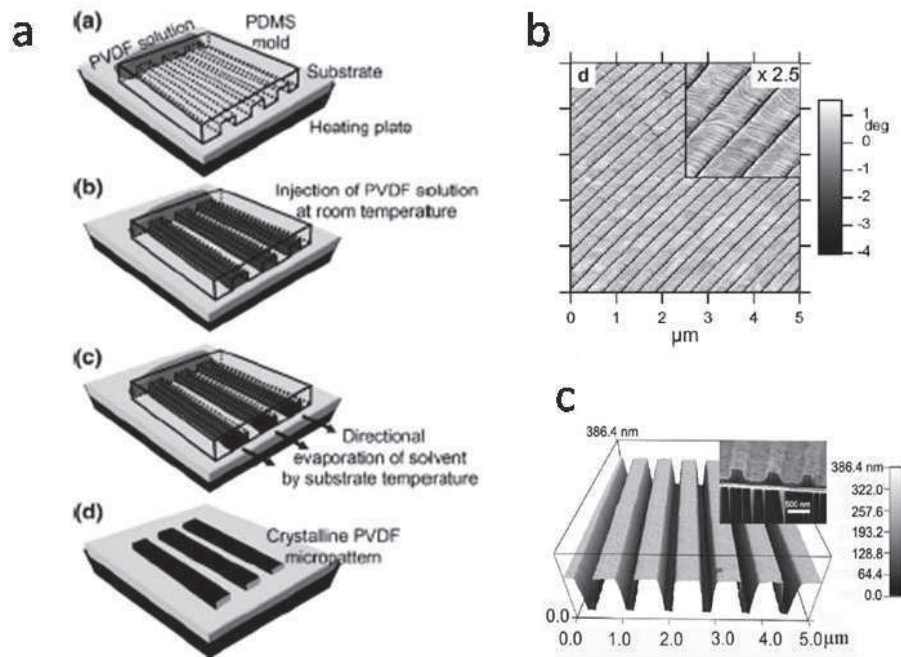 a
(a)
PVDF solution
PDMS
mold
Substrate
Heating plate
(b)
Injection of PVDF solution
at room temperature
(c)
Directional
evaporation of solvent
by substrate temperature
(d)
Crystalline PVDF
micropattern
b
d
x 2.5
1
deg
0
-1
-2
-3
-4
0
1
2
3
4
5
µm
c
386.4 nm
500 nm
386.4 nm
322.0
257.6
193.2
128.8
64.4
0.0
0.0
0.0 1.0 2.0 3.0 4.0 5.0µm